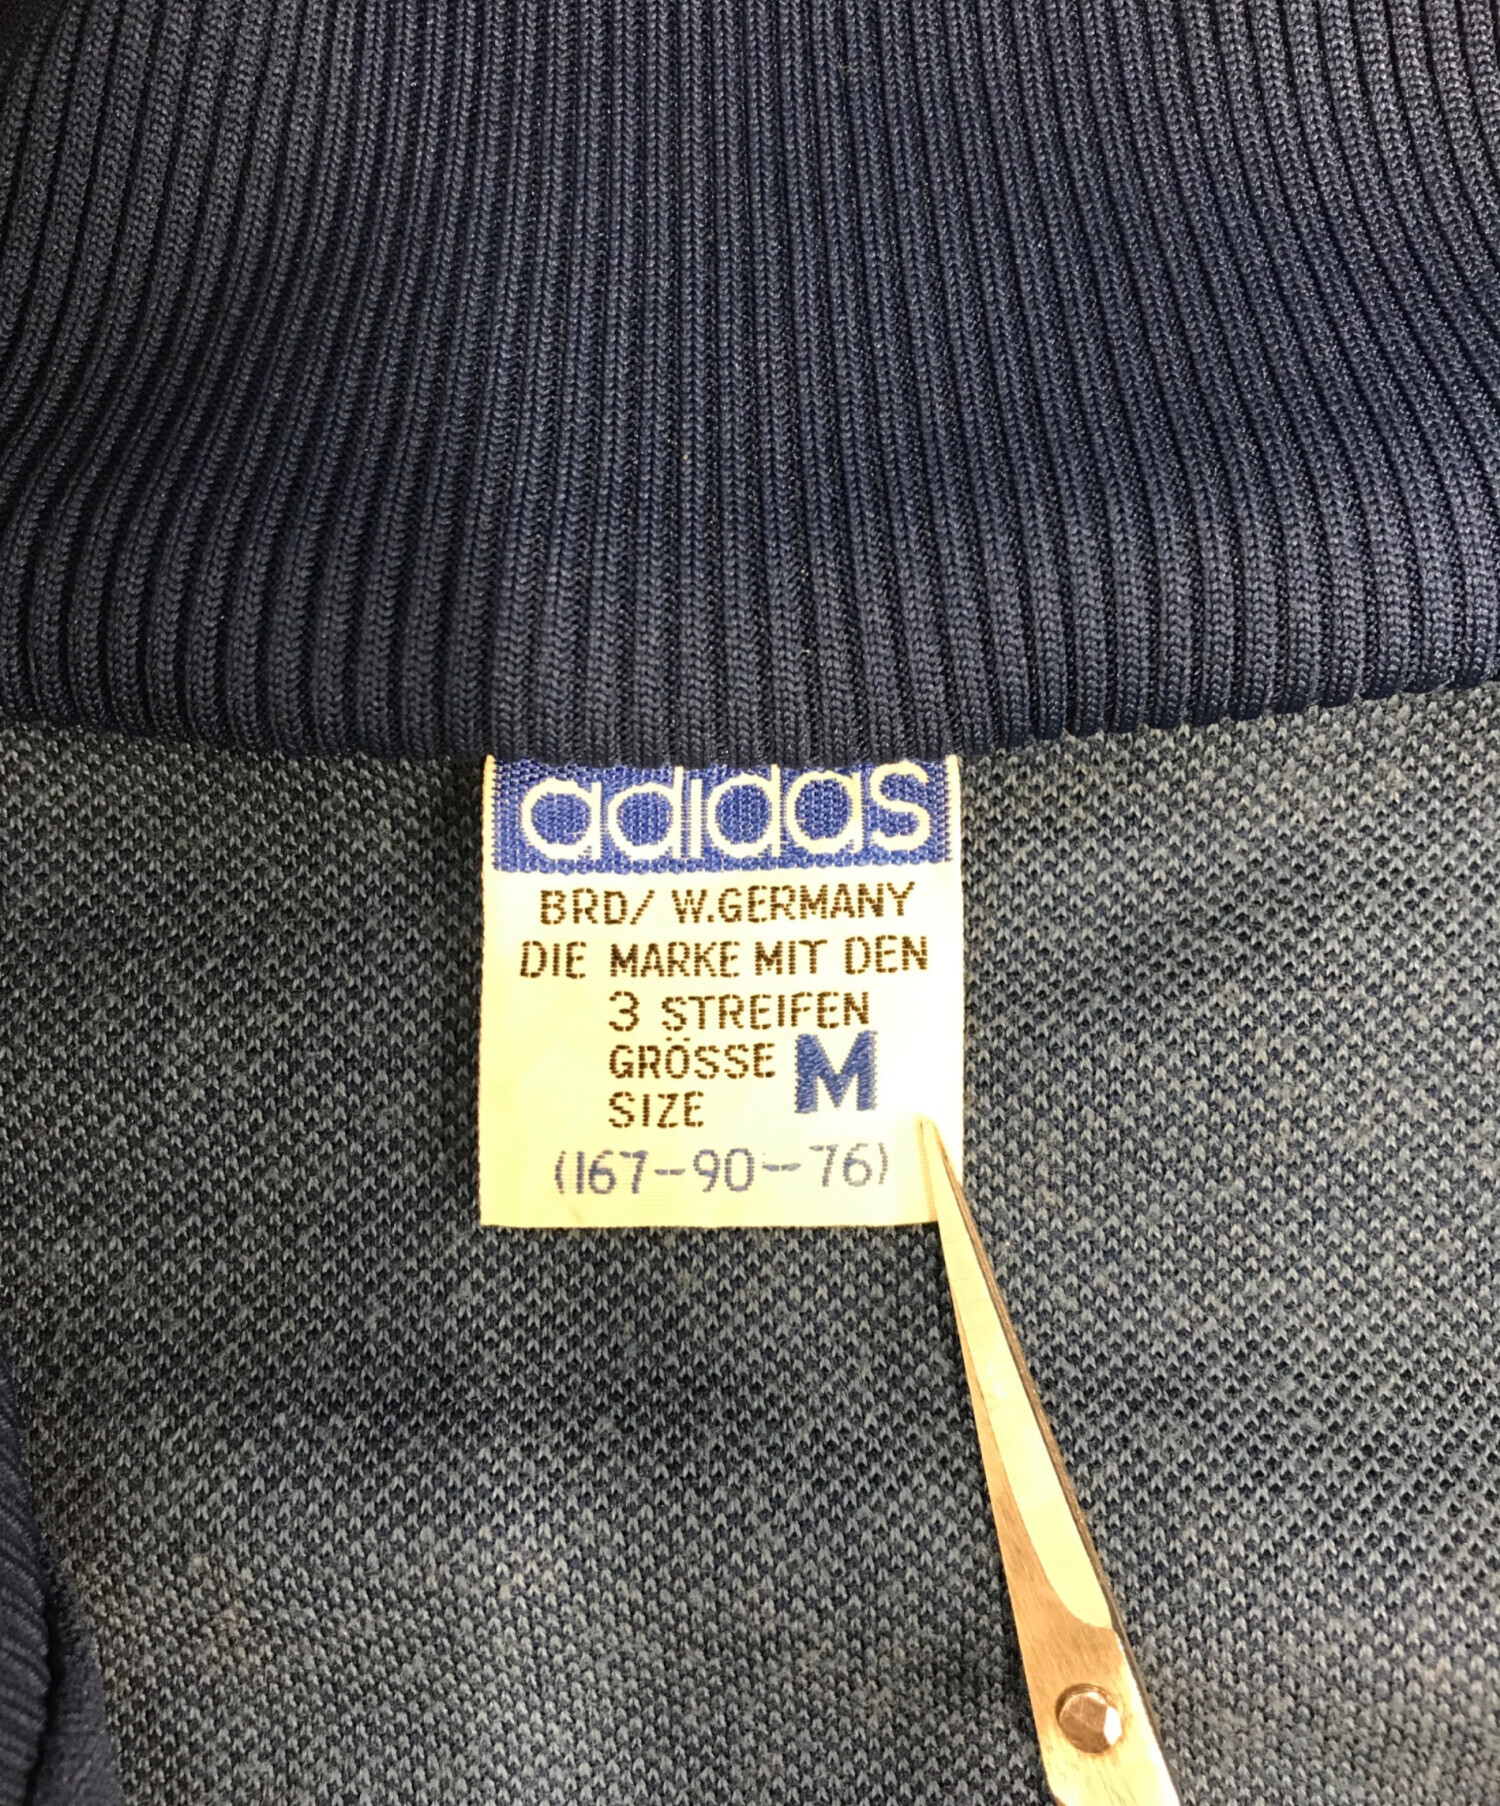 adidas
BRD/ W.GERMANY
DIE MARKE MIT DEN
3 STREIFEN
GRÖSSE M
SIZE
(167--90--76)